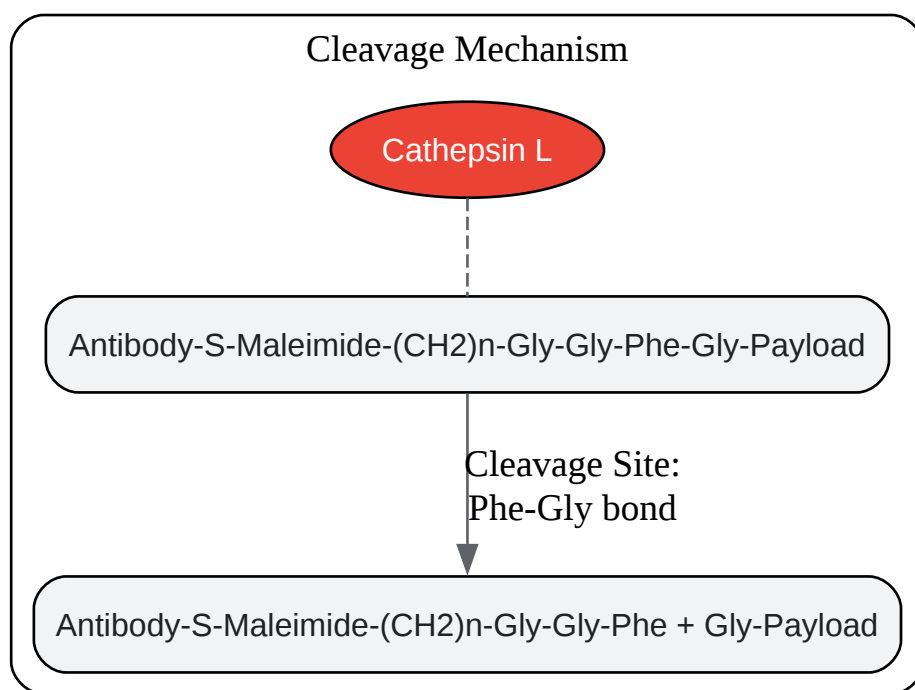 Cleavage Mechanism
Cathepsin L
Antibody-S-Maleimide-(CH2)n-Gly-Gly-Phe-Gly-Payload
Cleavage Site:
Phe-Gly bond
Antibody-S-Maleimide-(CH2)n-Gly-Gly-Phe + Gly-Payload